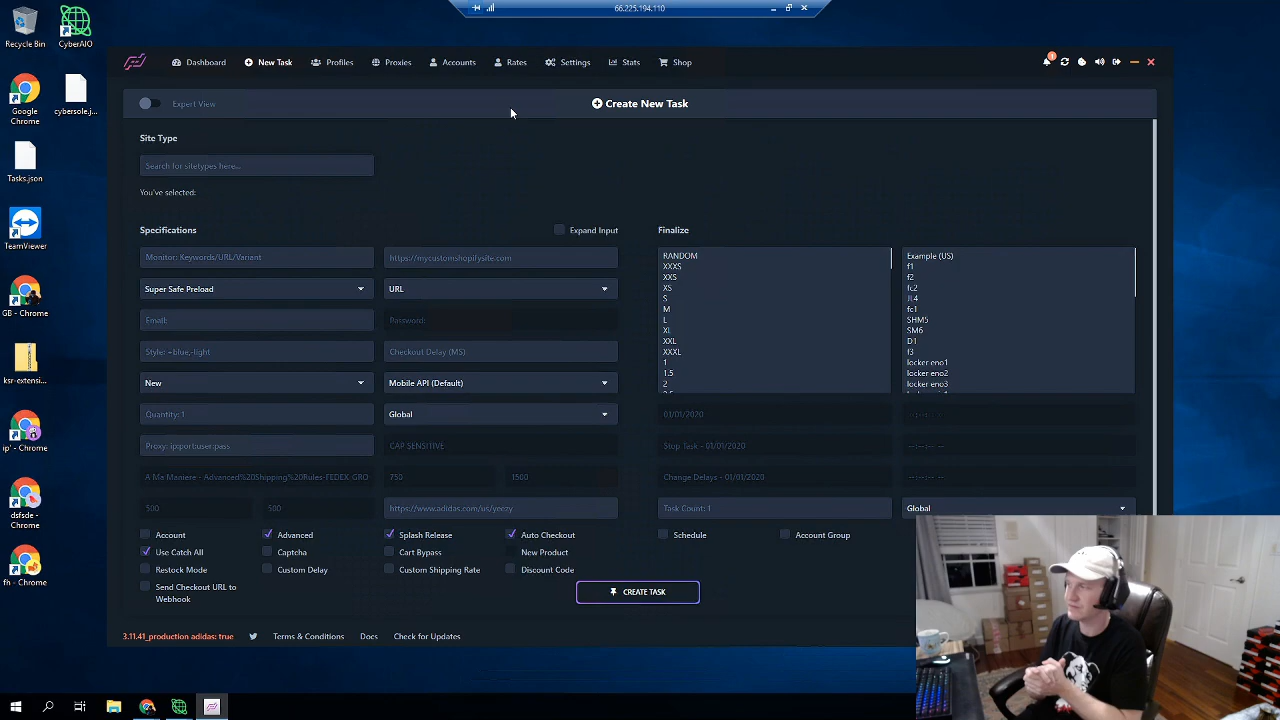 66.225.194.110
Recycle Bin
CyberAIO
Google Chrome
cybersole.j...
Tasks.json
TeamViewer
GB - Chrome
ksr-extensi...
ip' - Chrome
dsfsde - Chrome
fh - Chrome
Dashboard New Task Profiles Proxies Accounts Rates Settings Stats Shop
Expert View
Create New Task
Site Type
Search for sitetypes here...
You've selected:
Specifications
Expand Input
Monitor: Keywords/URL/Variant
https://mycustomshopifysite.com
Super Safe Preload
URL
Email:
Password:
Style: +blue,-light
Checkout Delay (MS)
New
Mobile API (Default)
Quantity: 1
Global
Proxy: ip:port:user:pass
CAP SENSITIVE
A Ma Maniere - Advanced%20Shipping%20Rules-FEDEX_GRO
750
1500
500
500
https://www.adidas.com/us/yeezy
Account
Advanced
Splash Release
Auto Checkout
Use Catch All
Captcha
Cart Bypass
New Product
Restock Mode
Custom Delay
Custom Shipping Rate
Discount Code
Send Checkout URL to
Webhook
Finalize
RANDOM
XXXS
XXS
XS
S
M
L
XL
XXL
XXXL
1
1.5
2
2.5
Example (US)
f1
f2
fc2
JL4
fc1
SHM5
SM6
D1
f3
locker eno1
locker eno2
locker eno3
01/01/2020
--:--:-- --
Stop Task - 01/01/2020
--:--:-- --
Change Delays - 01/01/2020
--:--:-- --
Task Count: 1
Global
Schedule
Account Group
CREATE TASK
3.11.41_production adidas: true
Terms & Conditions
Docs
Check for Updates